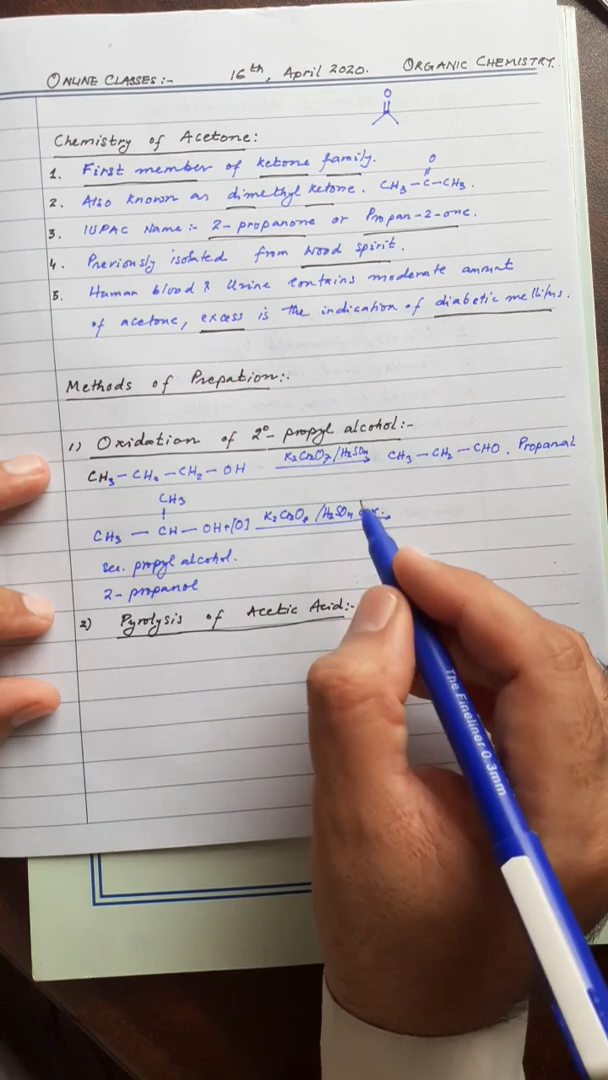 ONLINE CLASSES:- 16th, April 2020. ORGANIC CHEMISTRY.
O
Chemistry of Acetone:
1. First member of ketone family.
O
2. Also known as dimethyl ketone. CH3-C-CH3.
3. IUPAC Name:- 2-propanone or Propan-2-one.
4. Previously isolated from wood spirit.
5. Human blood & Urine contains moderate amount
of acetone, excess is the indication of diabetic mellitus.
Methods of Prepation:-
1) Oxidation of 2°-propyl alcohol:-
CH3-CH2-CH2-OH K2Cr2O7/H2SO4 CH3-CH2-CHO. Propanal
CH3
CH3-CH-OH+[O] K2Cr2O7/H2SO4
sec. propyl alcohol.
2-propanol
2) Pyrolysis of Acetic Acid:-
The Fineliner 0.3mm